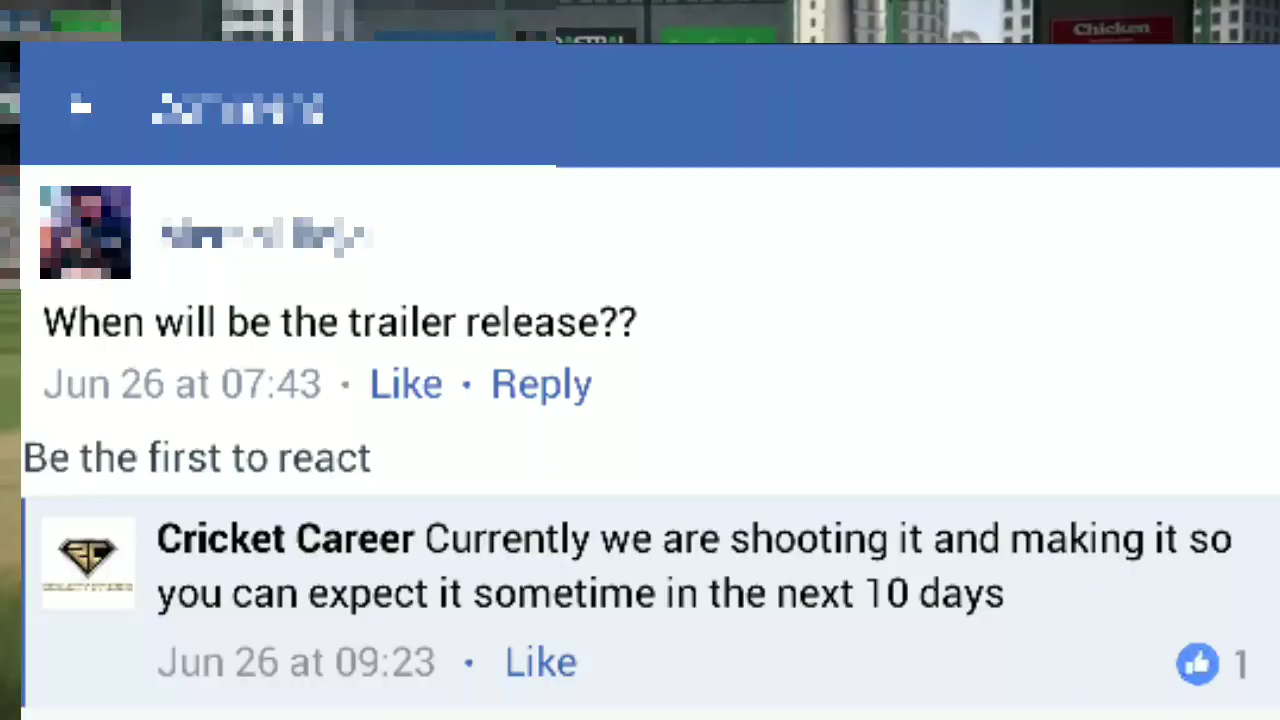 Chicken
When will be the trailer release??
Jun 26 at 07:43 · Like · Reply
Be the first to react
Cricket Career Currently we are shooting it and making it so
you can expect it sometime in the next 10 days
Jun 26 at 09:23 · Like
1